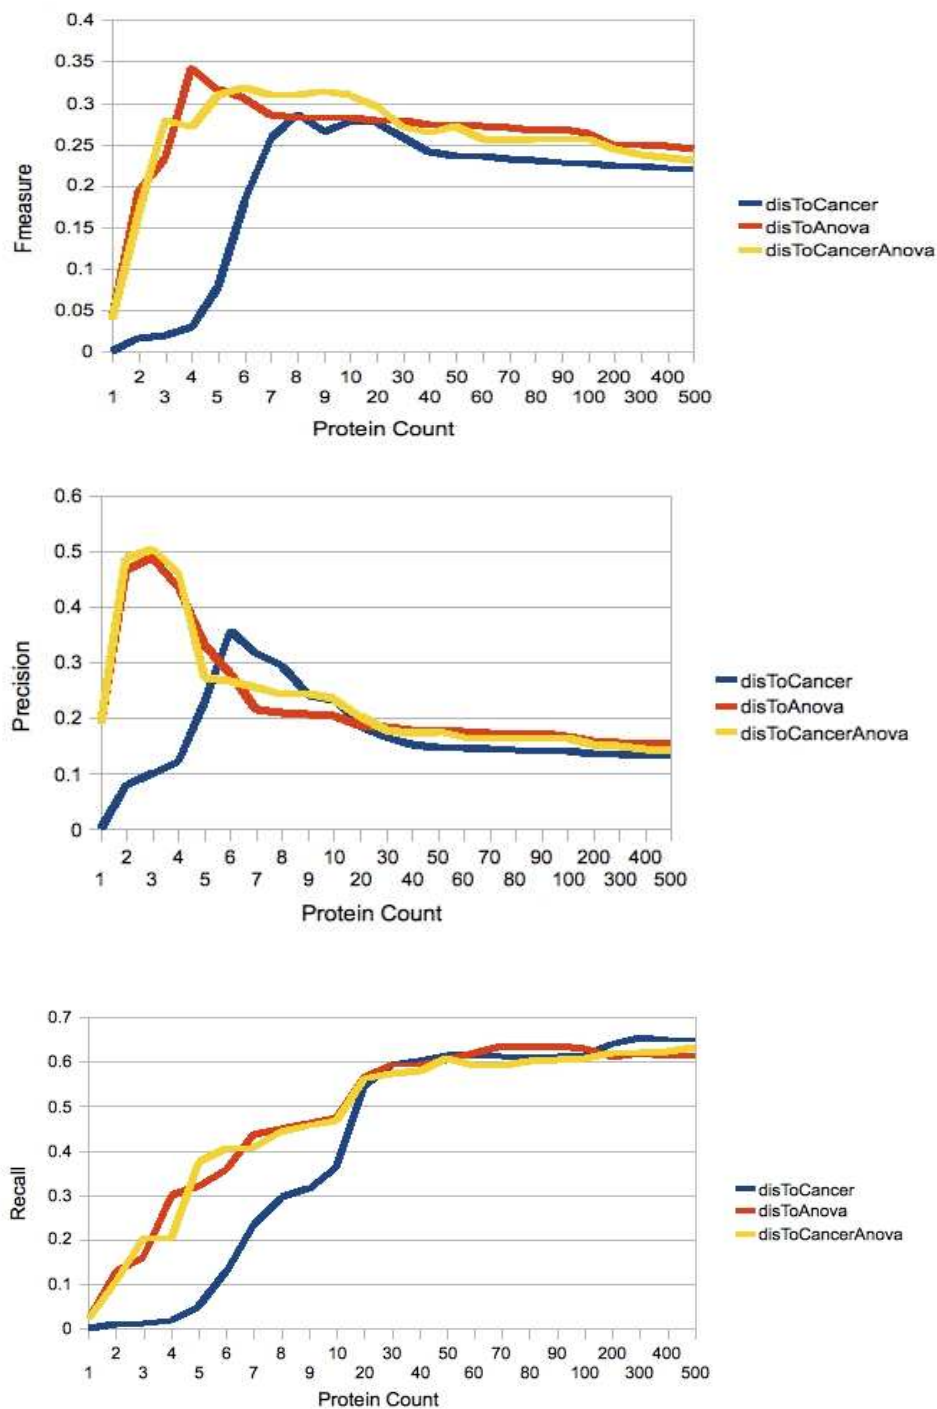 0.4
0.35
0.3
0.25
0.2
0.15
0.1
0.05
0
Fmeasure
disToCancer
disToAnova
disToCancerAnova
2 4 6 8 10 30 50 70 90 200 400
1 3 5 7 9 20 40 60 80 100 300 500
Protein Count
0.6
0.5
0.4
0.3
0.2
0.1
0
Precision
disToCancer
disToAnova
disToCancerAnova
2 4 6 8 10 30 50 70 90 200 400
1 3 5 7 9 20 40 60 80 100 300 500
Protein Count
0.7
0.6
0.5
0.4
0.3
0.2
0.1
0
Recall
disToCancer
disToAnova
disToCancerAnova
2 4 6 8 10 30 50 70 90 200 400
1 3 5 7 9 20 40 60 80 100 300 500
Protein Count